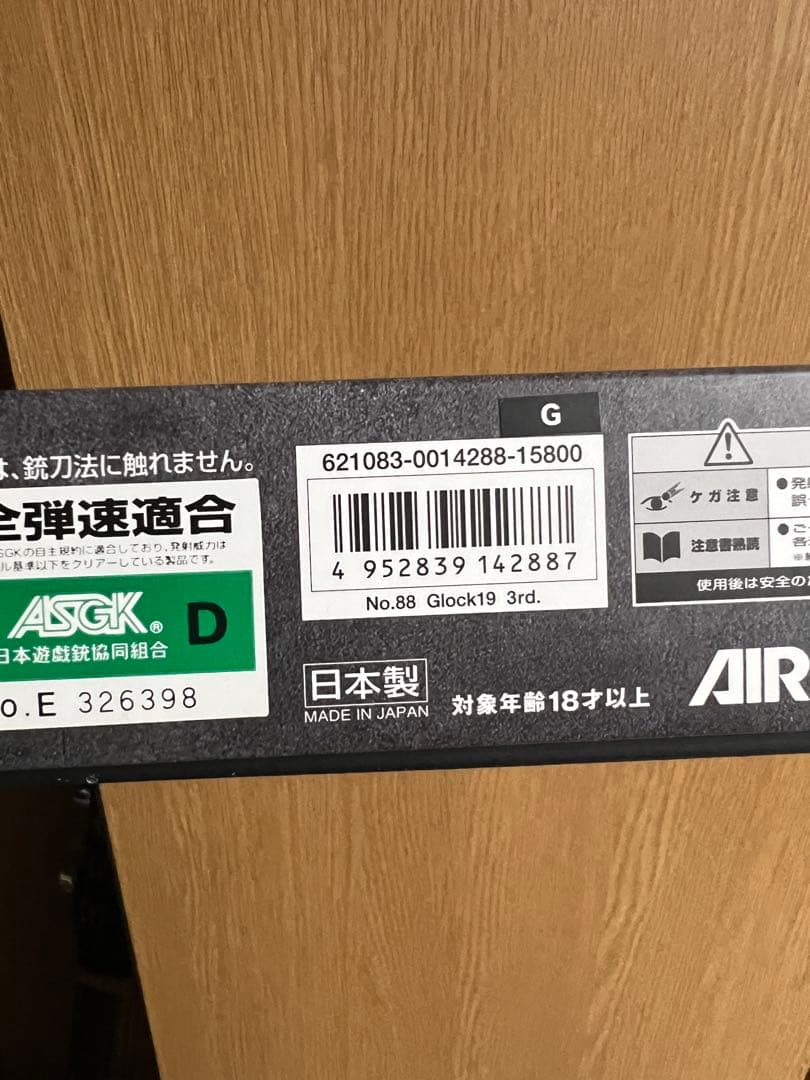 は、銃刀法に触れません。
全弾速適合
SGKの自主規約に適合しており、発射威力は
ル基準以下をクリアーしている製品です。
ASGK® D
日本遊戯銃協同組合
o.E 326398
G
621083-0014288-15800
4 952839 142887
No.88 Glock19 3rd.
日本製
MADE IN JAPAN
対象年齢18才以上
ケガ注意
●発射
誤
注意書熟読
●ご
各
使用後は安全の
AIR